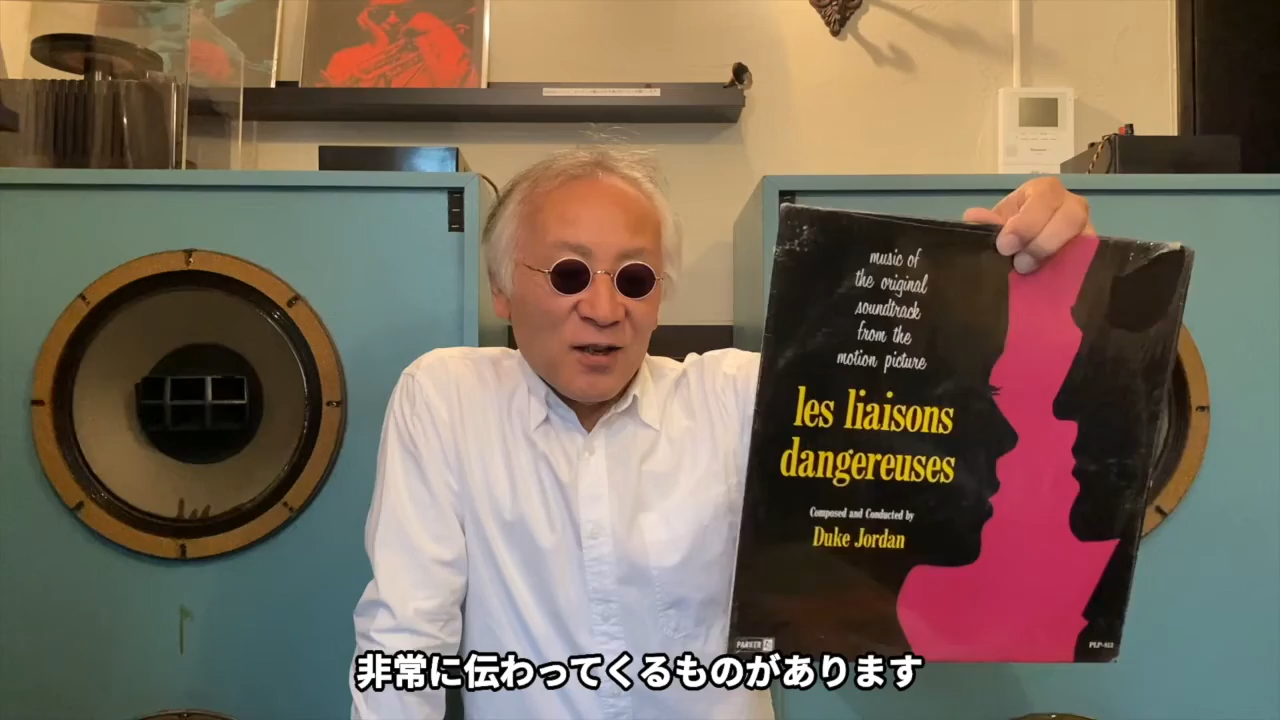 music of
the original
soundtrack
from the
motion picture
les liaisons
dangereuses
Composed and Conducted by
Duke Jordan
PARKER
PLP-813
非常に伝わってくるものがあります